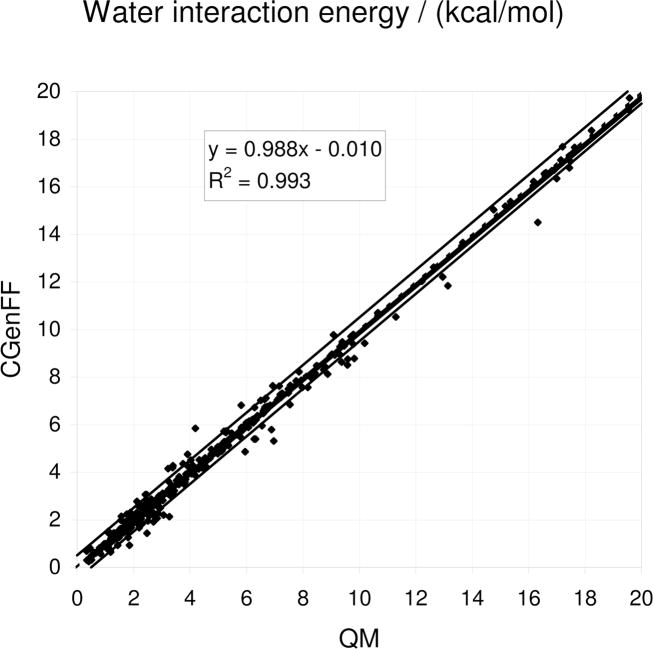 Water interaction energy / (kcal/mol)
20
18
16
14
12
10
8
6
4
2
0
y = 0.988x - 0.010
R² = 0.993
CGenFF
0 2 4 6 8 10 12 14 16 18 20
QM